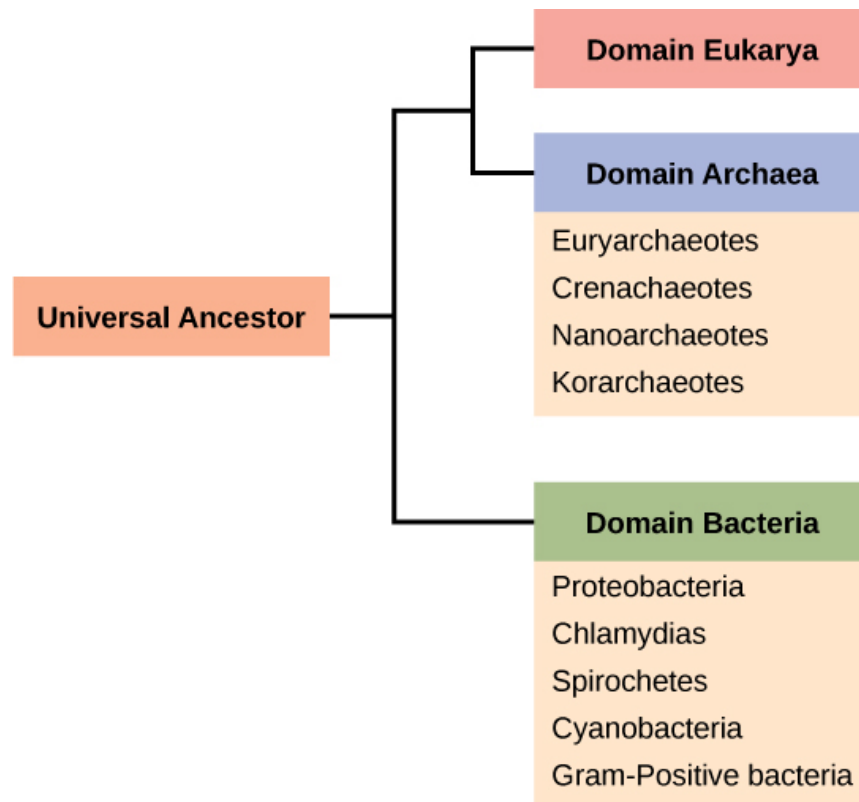 Domain Eukarya
Domain Archaea
Euryarchaeotes
Crenachaeotes
Nanoarchaeotes
Korarchaeotes
Universal Ancestor
Domain Bacteria
Proteobacteria
Chlamydias
Spirochetes
Cyanobacteria
Gram-Positive bacteria